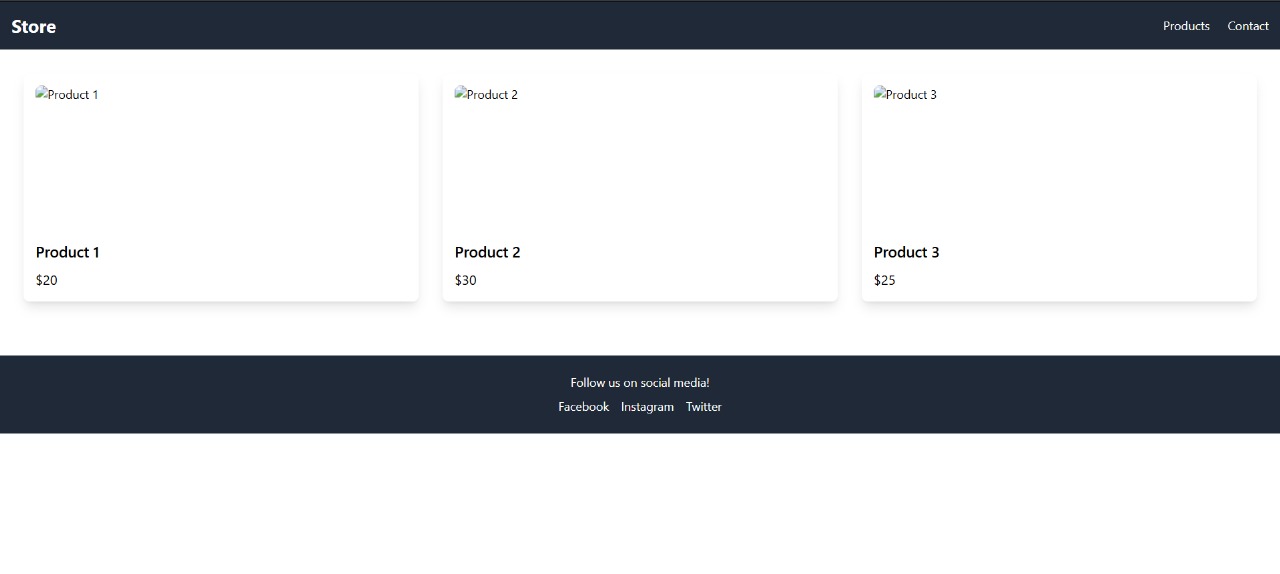 Store
Products Contact
Product 1 Product 2 Product 3
Product 1 Product 2 Product 3
$20 $30 $25
Follow us on social media!
Facebook Instagram Twitter